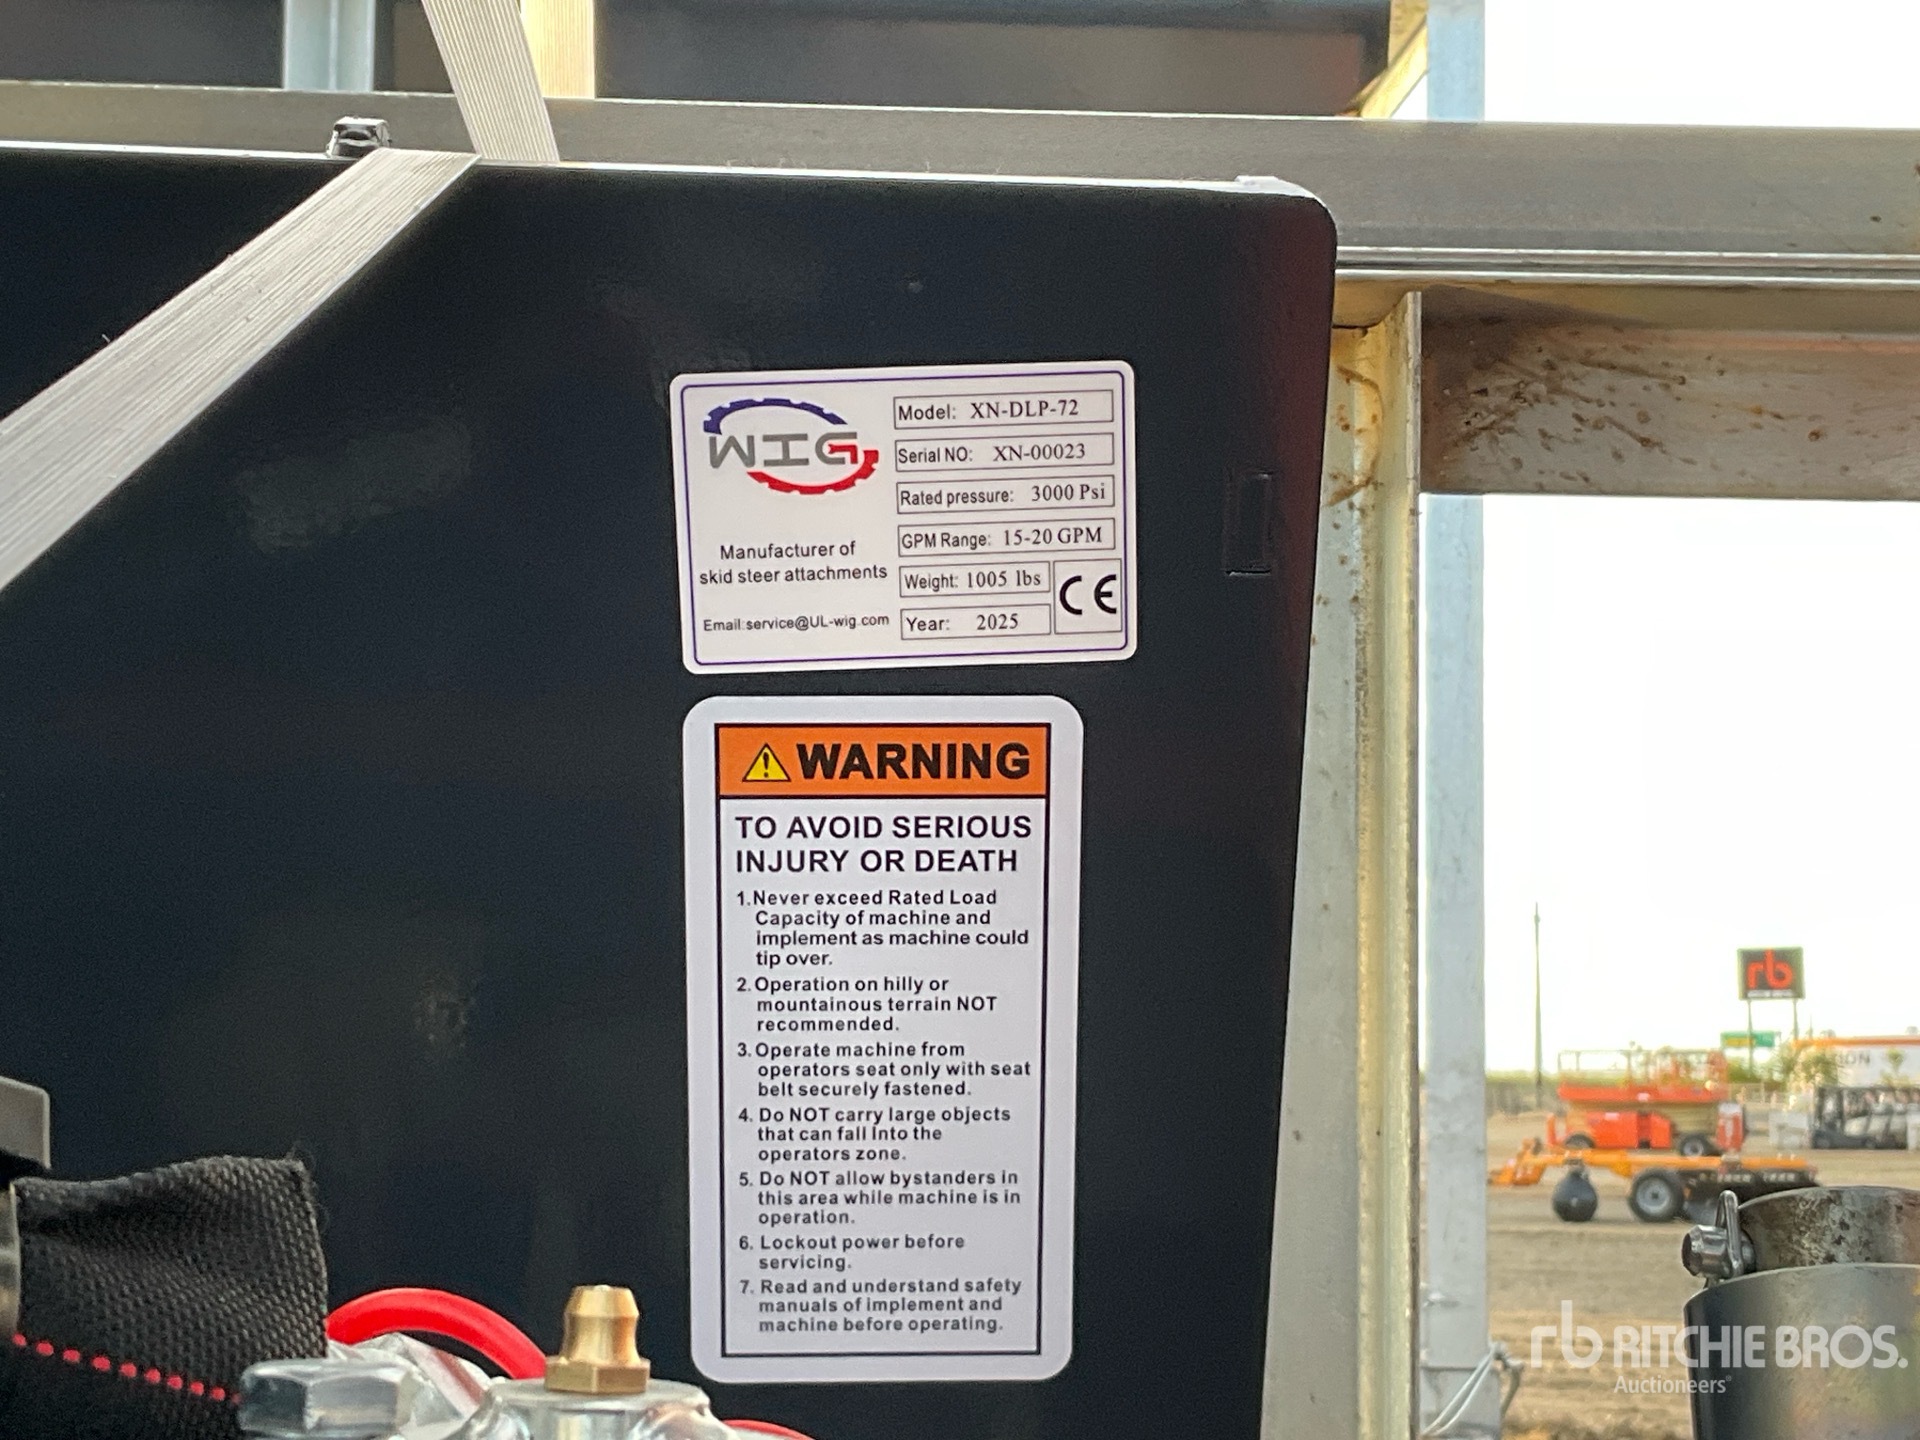 WIG
Manufacturer of
skid steer attachments
Email:service@UL-wig.com
Model: XN-DLP-72
Serial NO: XN-00023
Rated pressure: 3000 Psi
GPM Range: 15-20 GPM
Weight: 1005 lbs
CE
Year: 2025
WARNING
TO AVOID SERIOUS
INJURY OR DEATH
1.Never exceed Rated Load
Capacity of machine and
implement as machine could
tip over.
2.Operation on hilly or
mountainous terrain NOT
recommended.
3. Operate machine from
operators seat only with seat
belt securely fastened.
4. Do NOT carry large objects
that can fall Into the
operators zone.
5. Do NOT allow bystanders in
this area while machine is in
operation.
6. Lockout power before
servicing.
7. Read and understand safety
manuals of implement and
machine before operating.
rb
rb RITCHIE BROS.
Auctioneers